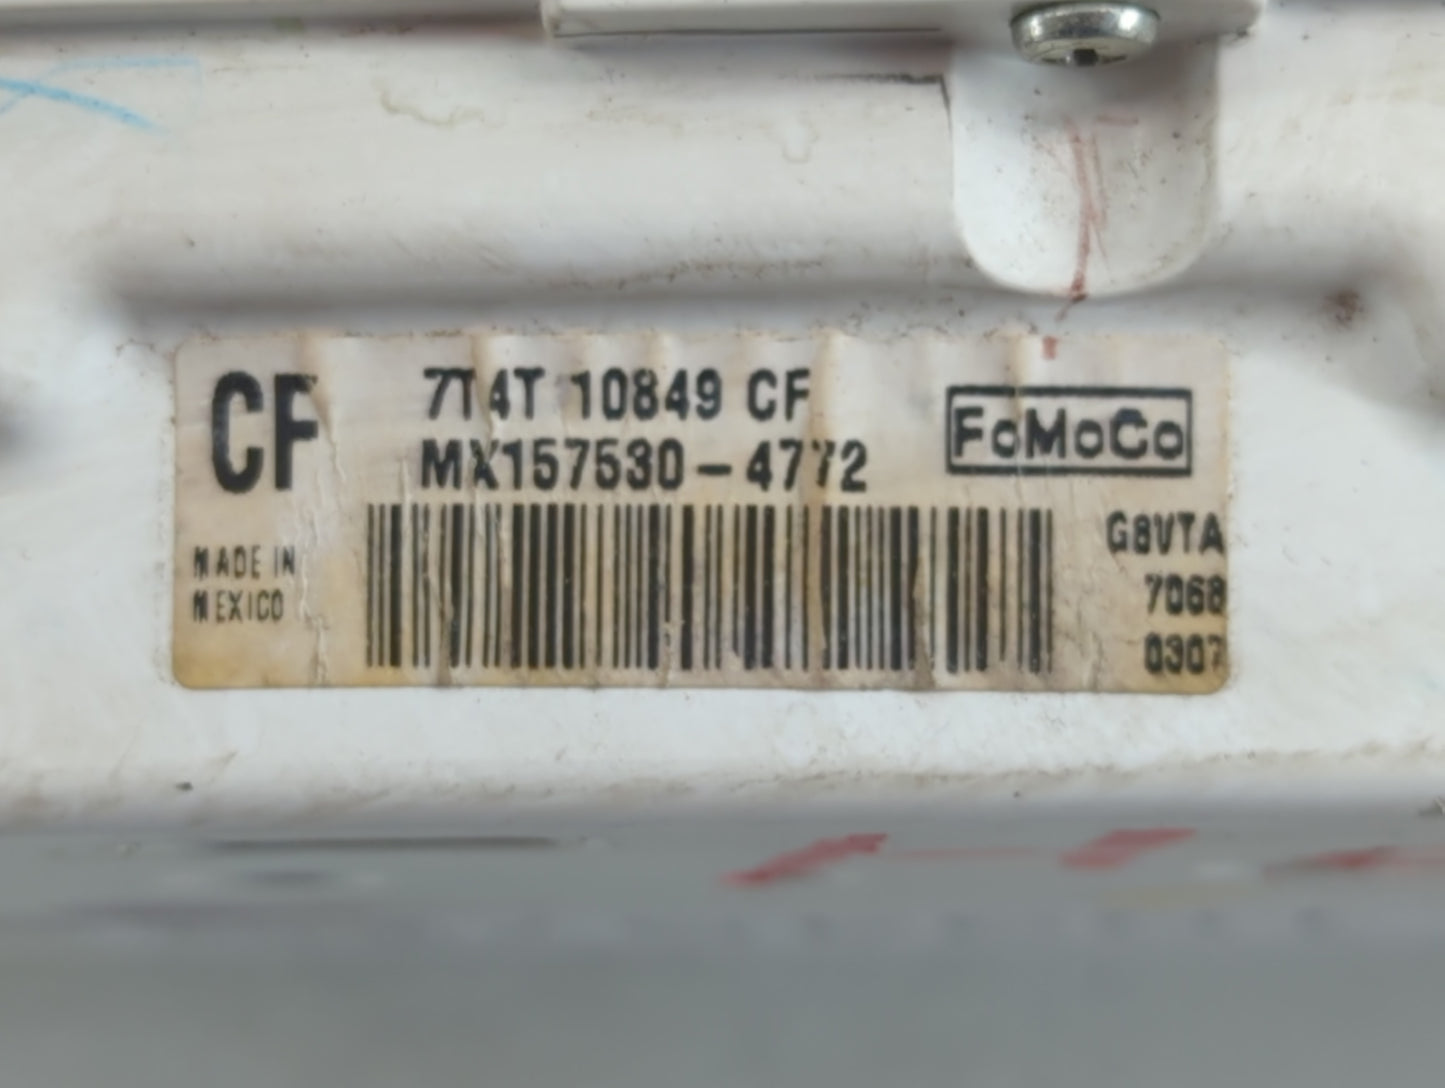 CF
7T4T 10849 CF
MX157530-4772
FoMoCo
MADE IN
MEXICO
G8VTA
7068
0307